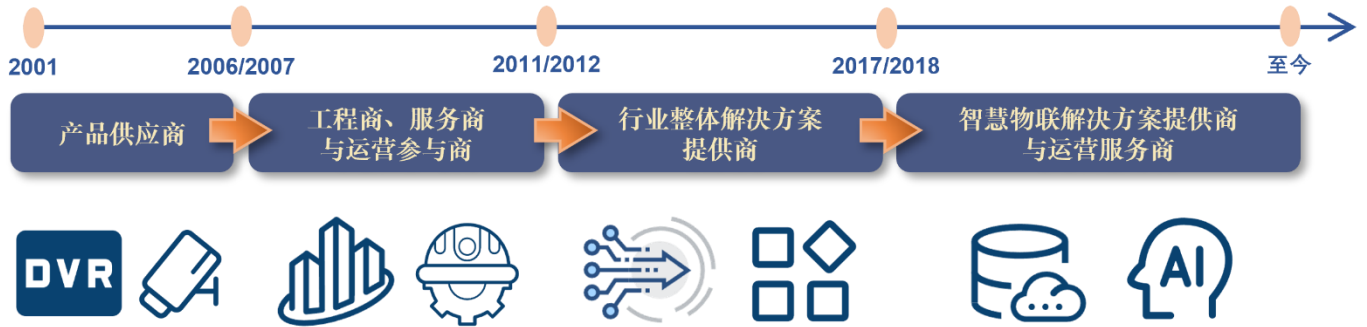 2001
2006/2007
2011/2012
2017/2018
至今
产品供应商
工程商、服务商
与运营参与商
行业整体解决方案
提供商
智慧物联解决方案提供商
与运营服务商
DVR
AI